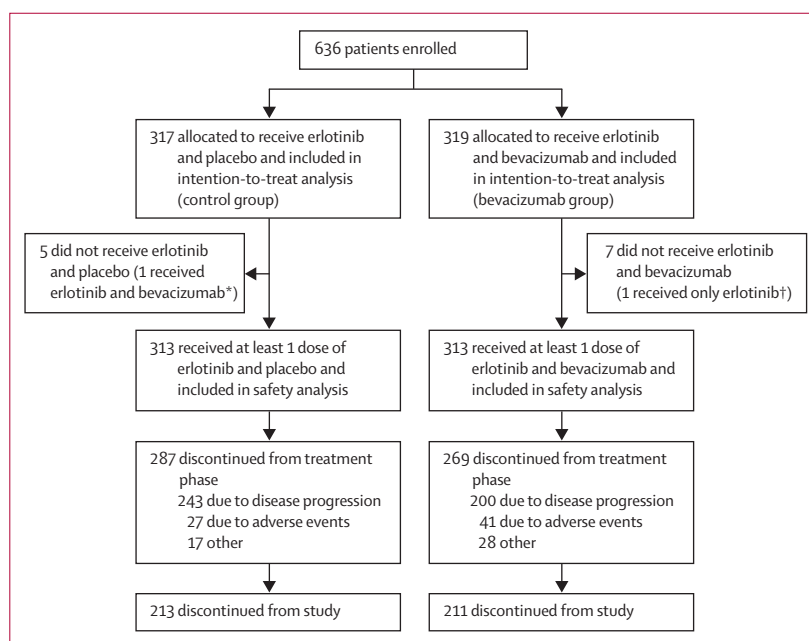 636 patients enrolled
317 allocated to receive erlotinib
and placebo and included in
intention-to-treat analysis
(control group)
319 allocated to receive erlotinib
and bevacizumab and included
in intention-to-treat analysis
(bevacizumab group)
5 did not receive erlotinib
and placebo (1 received
erlotinib and bevacizumab*)
7 did not receive erlotinib
and bevacizumab
(1 received only erlotinib†)
313 received at least 1 dose of
erlotinib and placebo and
included in safety analysis
313 received at least 1 dose of
erlotinib and bevacizumab and
included in safety analysis
287 discontinued from treatment
phase
243 due to disease progression
27 due to adverse events
17 other
269 discontinued from treatment
phase
200 due to disease progression
41 due to adverse events
28 other
213 discontinued from study
211 discontinued from study